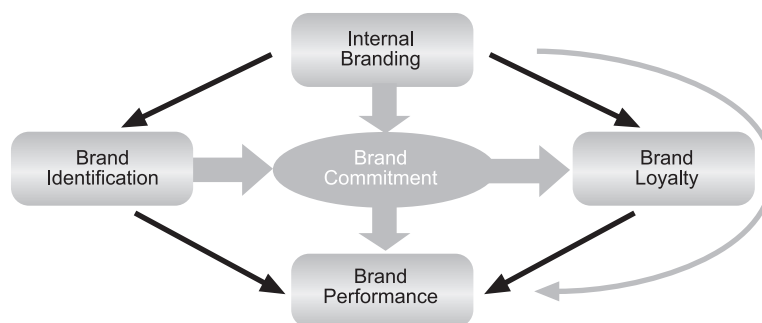 Internal
Branding
Brand
Identification
Brand
Commitment
Brand
Loyalty
Brand
Performance